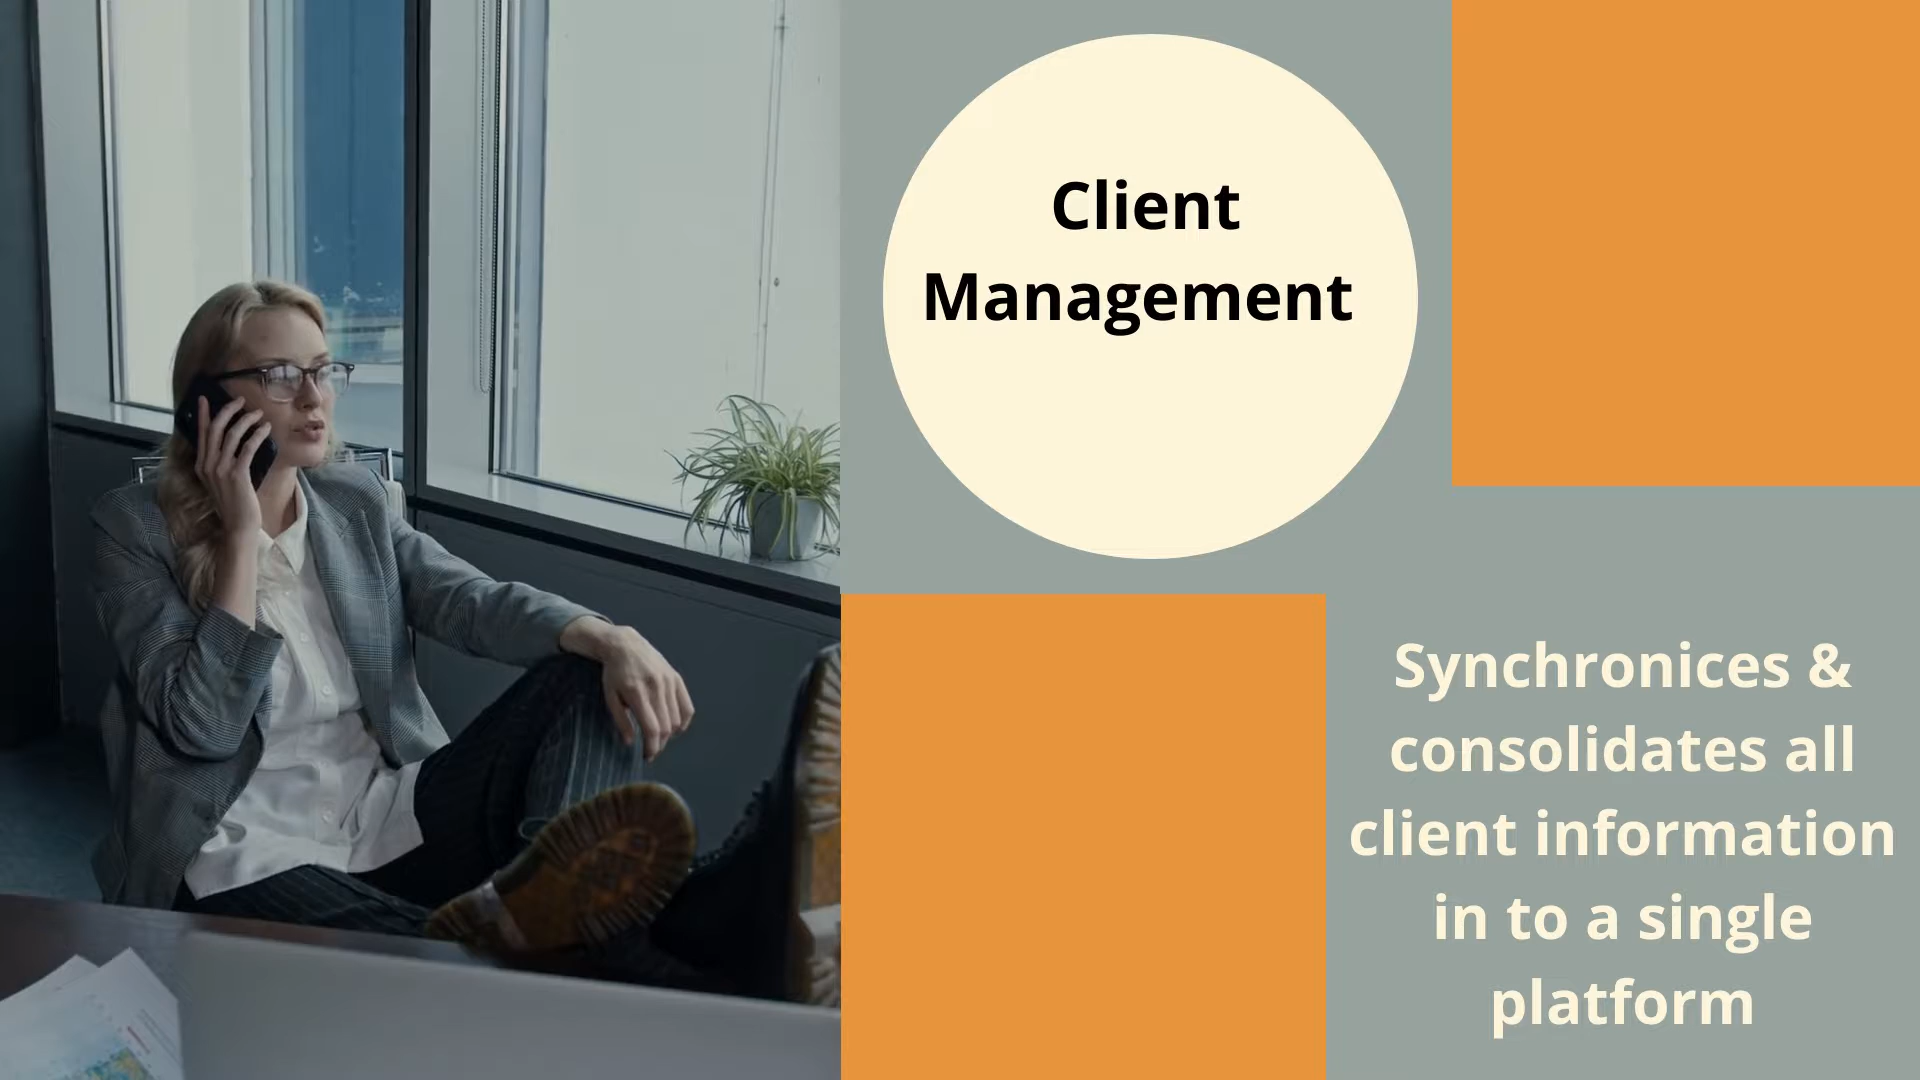 Client
Management
Synchronices &
consolidates all
client information
in to a single
platform